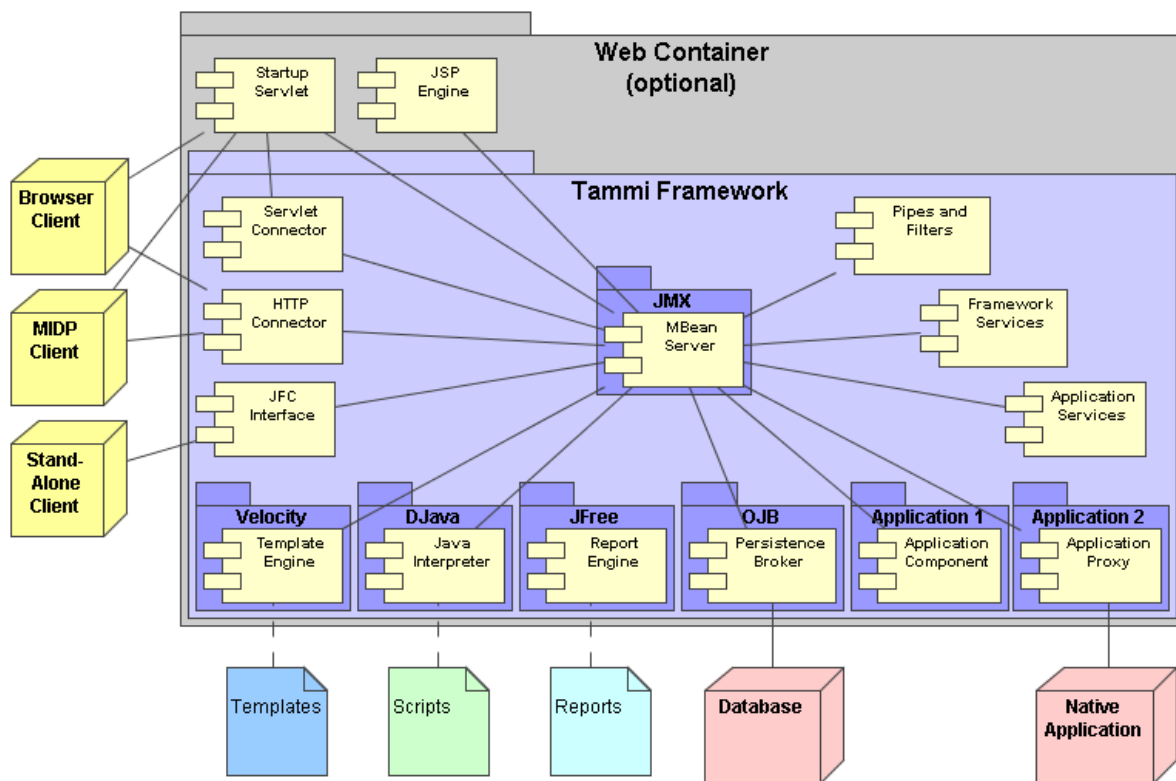 Web Container
(optional)
Startup
Servlet
JSP
Engine
Browser
Client
Tammi Framework
Servlet
Connector
Pipes and
Filters
MIDP
Client
HTTP
Connector
JMX
MBean
Server
Framework
Services
Stand-
Alone
Client
JFC
Interface
Application
Services
Velocity
Template
Engine
DJava
Java
Interpreter
JFree
Report
Engine
OJB
Persistence
Broker
Application 1
Application
Component
Application 2
Application
Proxy
Templates
Scripts
Reports
Database
Native
Application